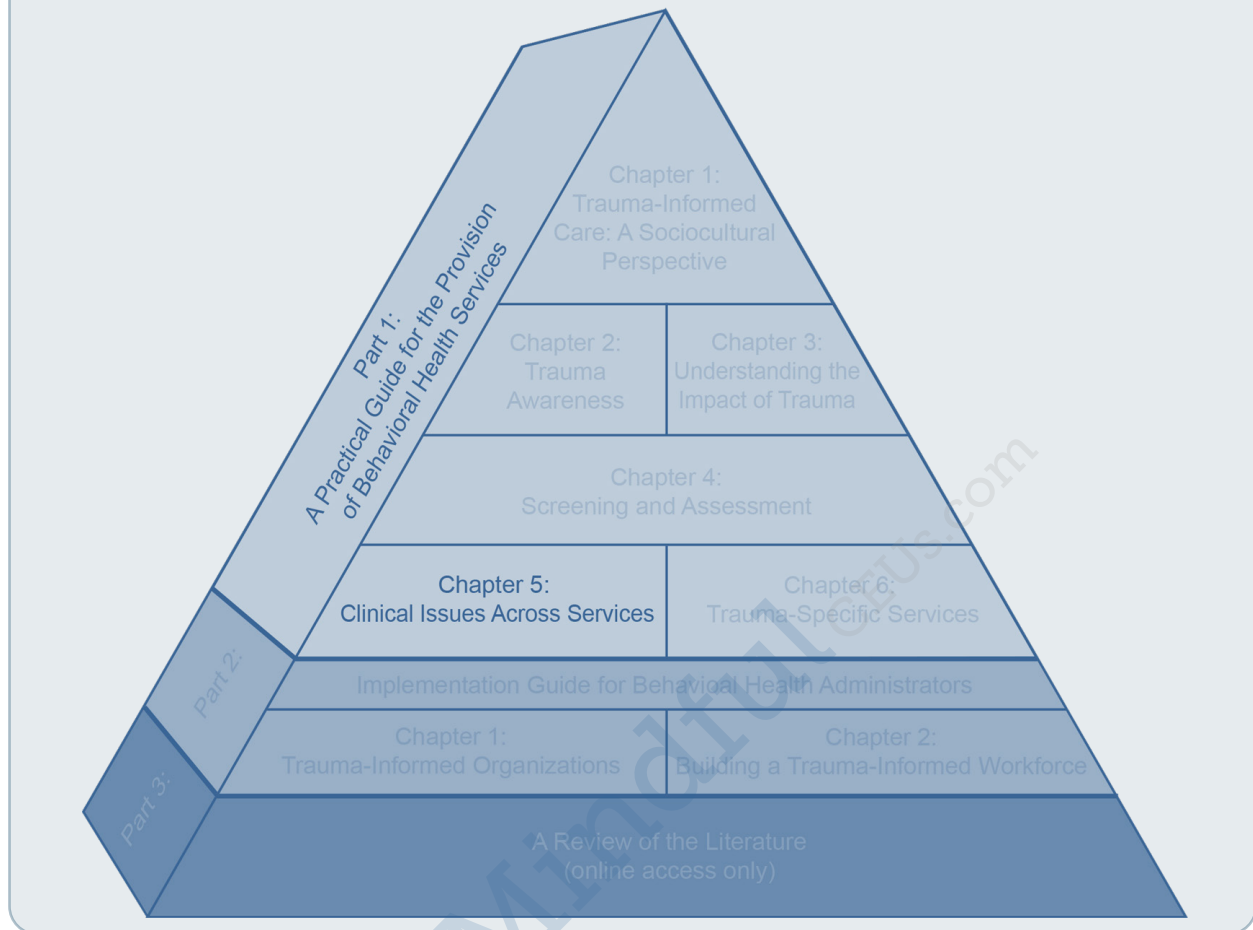 Chapter 1:
Trauma-Informed
Care: A Sociocultural
Perspective
Part 1:
A Practical Guide for the Provision
of Behavioral Health Services
Chapter 2:
Trauma
Awareness
Chapter 3:
Understanding the
Impact of Trauma
Chapter 4:
Screening and Assessment
Chapter 5:
Clinical Issues Across Services
Chapter 6:
Trauma-Specific Services
Part 2:
Implementation Guide for Behavioral Health Administrators
Chapter 1:
Trauma-Informed Organizations
Chapter 2:
Building a Trauma-Informed Workforce
Part 3:
A Review of the Literature
(online access only)
Mindful CEUs.com